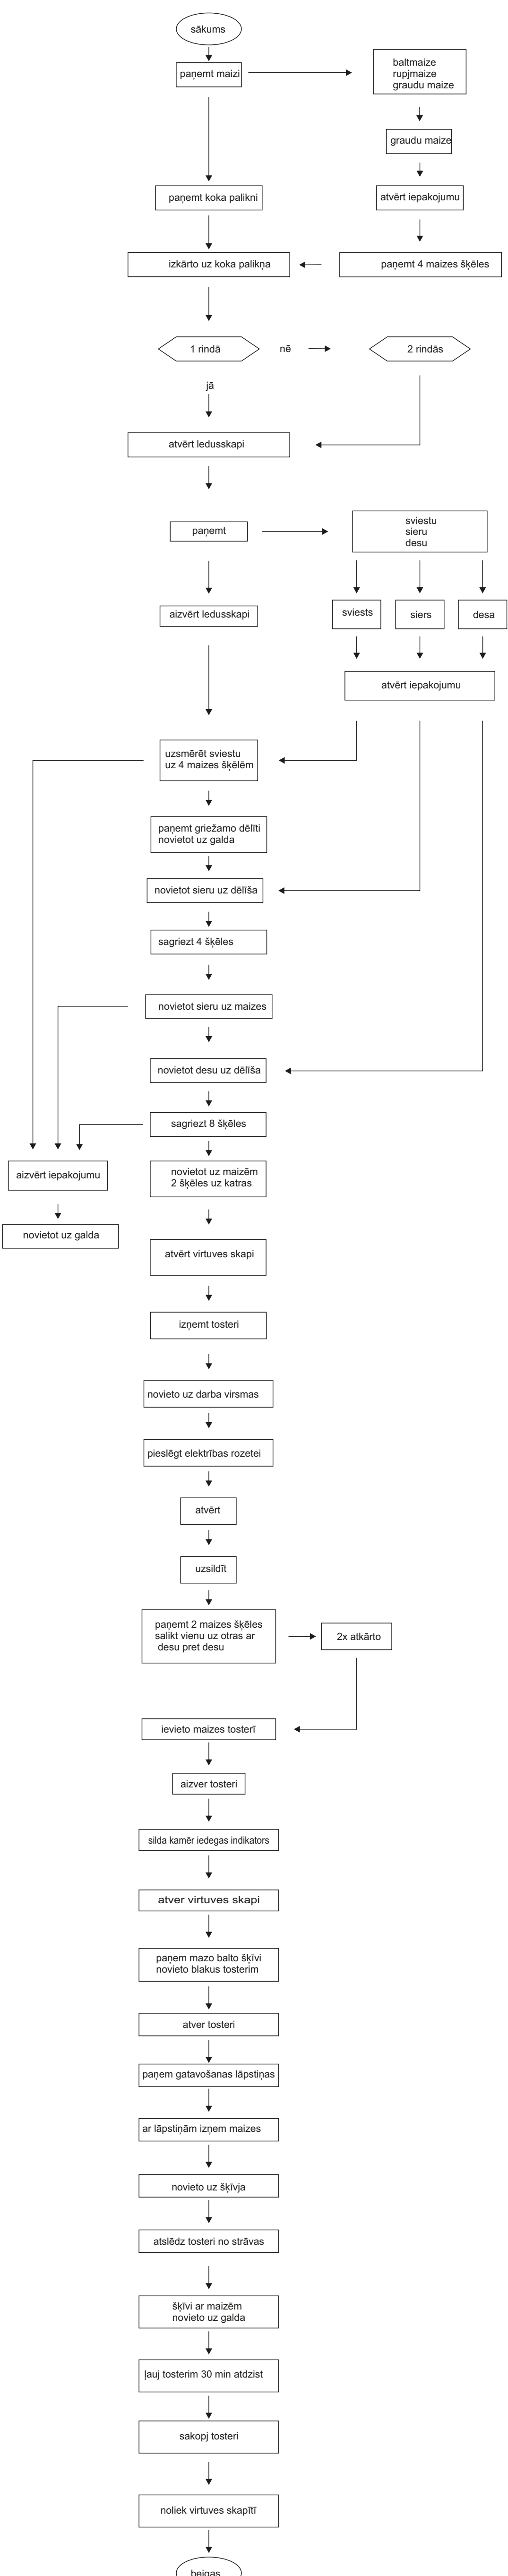 sākums
paņemt maizi
baltmaize
rupjmaize
graudu maize
graudu maize
paņemt koka palikni
atvērt iepakojumu
izkārto uz koka palikņa
paņemt 4 maizes šķēles
1 rindā
nē
2 rindās
jā
atvērt ledusskapi
paņemt
sviestu
sieru
desu
aizvērt ledusskapi
sviests
siers
desa
atvērt iepakojumu
uzsmērēt sviestu
uz 4 maizes šķēlēm
paņemt griežamo dēlīti
novietot uz galda
novietot sieru uz dēlīša
sagriezt 4 šķēles
novietot sieru uz maizes
novietot desu uz dēlīša
sagriezt 8 šķēles
aizvērt iepakojumu
novietot uz maizēm
2 šķēles uz katras
novietot uz galda
atvērt virtuves skapi
izņemt tosteri
novieto uz darba virsmas
pieslēgt elektrības rozetei
atvērt
uzsildīt
paņemt 2 maizes šķēles
salikt vienu uz otras ar
desu pret desu
2x atkārto
ievieto maizes tosterī
aizver tosteri
silda kamēr iedegas indikators
atver virtuves skapi
paņem mazo balto šķīvi
novieto blakus tosterim
atver tosteri
paņem gatavošanas lāpstiņas
ar lāpstiņām izņem maizes
novieto uz šķīvja
atslēdz tosteri no strāvas
šķīvi ar maizēm
novieto uz galda
ļauj tosterim 30 min atdzist
sakopj tosteri
noliek virtuves skapītī
beigas